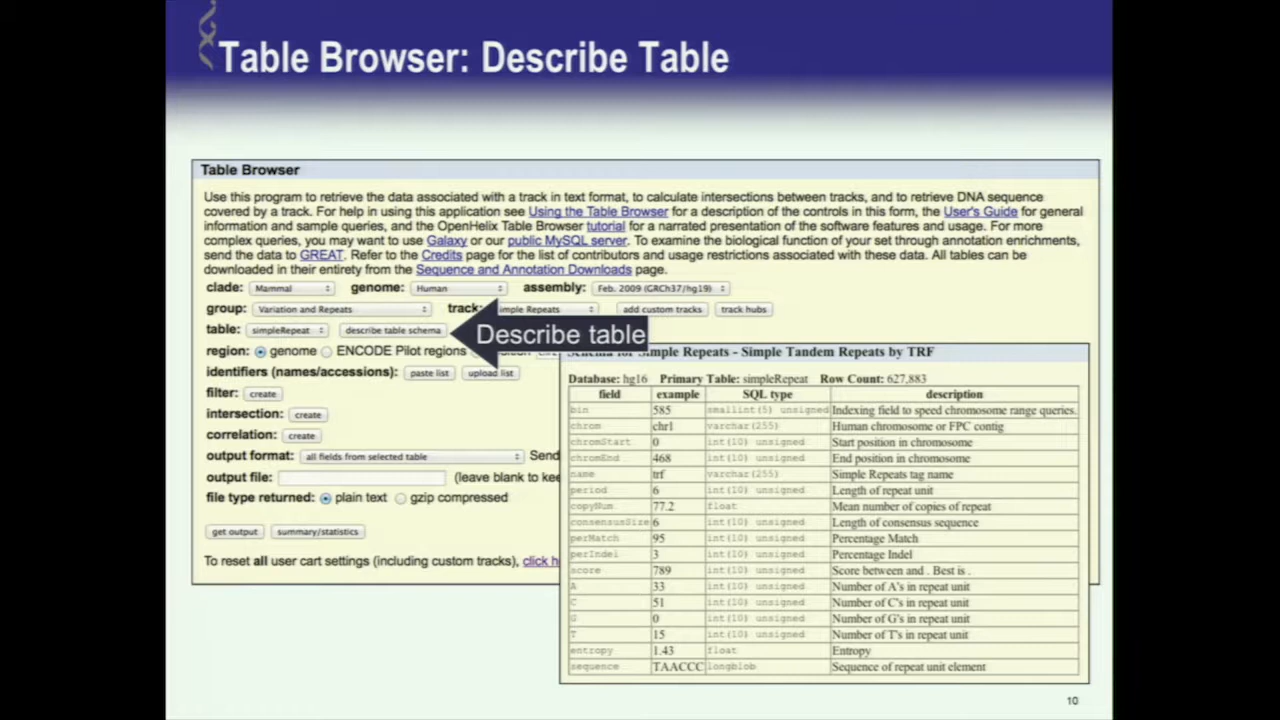 Table Browser: Describe Table
Table Browser
Use this program to retrieve the data associated with a track in text format, to calculate intersections between tracks, and to retrieve DNA sequence
covered by a track. For help in using this application see Using the Table Browser for a description of the controls in this form, the User's Guide for general
information and sample queries, and the OpenHelix Table Browser tutorial for a narrated presentation of the software features and usage. For more
complex queries, you may want to use Galaxy or our public MySQL server. To examine the biological function of your set through annotation enrichments,
send the data to GREAT. Refer to the Credits page for the list of contributors and usage restrictions associated with these data. All tables can be
downloaded in their entirety from the Sequence and Annotation Downloads page.
clade: Mammal genome: Human assembly: Feb. 2009 (GRCh37/hg19)
group: Variation and Repeats track: imple Repeats add custom tracks track hubs
table: simpleRepeat describe table schema
Describe table
region: genome ENCODE Pilot regions
identifiers (names/accessions): paste list upload list
filter: create
intersection: create
correlation: create
output format: all fields from selected table Send
output file: (leave blank to kee
file type returned: plain text gzip compressed
get output summary/statistics
To reset all user cart settings (including custom tracks), click h
Schema for Simple Repeats - Simple Tandem Repeats by TRF
Database: hg16 Primary Table: simpleRepeat Row Count: 627,883
field example SQL type description
bin 585 smallint(5) unsigned Indexing field to speed chromosome range queries.
chrom chr1 varchar(255) Human chromosome or FPC contig
chromStart 0 int(10) unsigned Start position in chromosome
chromEnd 468 int(10) unsigned End position in chromosome
name trf varchar(255) Simple Repeats tag name
period 6 int(10) unsigned Length of repeat unit
copyNum 77.2 float Mean number of copies of repeat
consensusSize 6 int(10) unsigned Length of consensus sequence
perMatch 95 int(10) unsigned Percentage Match
perIndel 3 int(10) unsigned Percentage Indel
score 789 int(10) unsigned Score between and . Best is .
A 33 int(10) unsigned Number of A's in repeat unit
C 51 int(10) unsigned Number of C's in repeat unit
G 0 int(10) unsigned Number of G's in repeat unit
T 15 int(10) unsigned Number of T's in repeat unit
entropy 1.43 float Entropy
sequence TAACCC longblob Sequence of repeat unit element
10